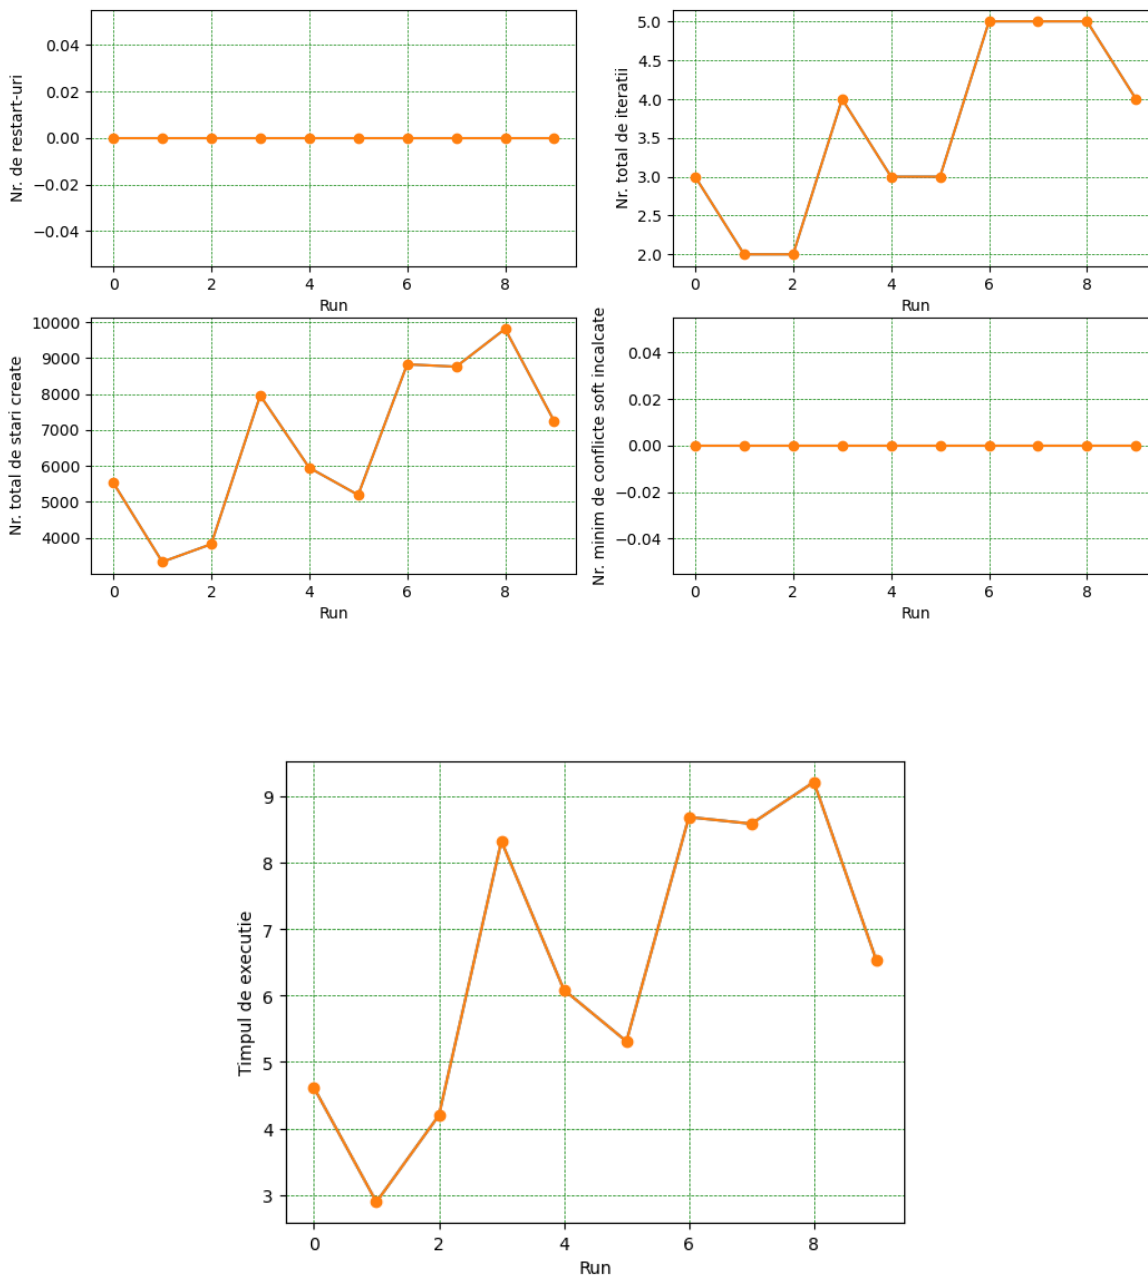 Nr. de restart-uri
0.04
0.02
0.00
−0.02
−0.04
0 2 4 6 8
Run
Nr. total de iteratii
5.0
4.5
4.0
3.5
3.0
2.5
2.0
0 2 4 6 8
Run
Nr. total de stari create
10000
9000
8000
7000
6000
5000
4000
0 2 4 6 8
Run
Nr. minim de conflicte soft incalcate
0.04
0.02
0.00
−0.02
−0.04
0 2 4 6 8
Run
Timpul de executie
9
8
7
6
5
4
3
0 2 4 6 8
Run